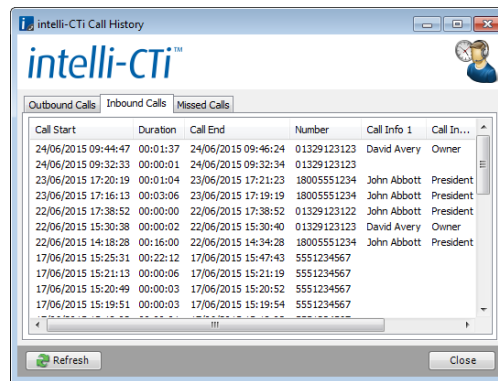 intelli-CTi Call History
intelli-CTi™
Outbound Calls Inbound Calls Missed Calls
Call Start Duration Call End Number Call Info 1 Call In...
24/06/2015 09:44:47 00:01:37 24/06/2015 09:46:24 01329123123 David Avery Owner
24/06/2015 09:32:33 00:00:01 24/06/2015 09:32:34 01329123123
23/06/2015 17:20:19 00:01:04 23/06/2015 17:21:23 18005551234 John Abbott President
23/06/2015 17:16:13 00:03:06 23/06/2015 17:19:19 18005551234 John Abbott President
22/06/2015 17:38:52 00:00:00 22/06/2015 17:38:52 01329123122 John Abbott President
22/06/2015 15:30:38 00:00:02 22/06/2015 15:30:40 01329123123 David Avery Owner
22/06/2015 14:18:28 00:16:00 22/06/2015 14:34:28 18005551234 John Abbott President
17/06/2015 15:25:31 00:22:12 17/06/2015 15:47:43 5551234567
17/06/2015 15:21:13 00:00:06 17/06/2015 15:21:19 5551234567
17/06/2015 15:20:49 00:00:03 17/06/2015 15:20:52 5551234567
17/06/2015 15:19:51 00:00:03 17/06/2015 15:19:54 5551234567
Refresh Close